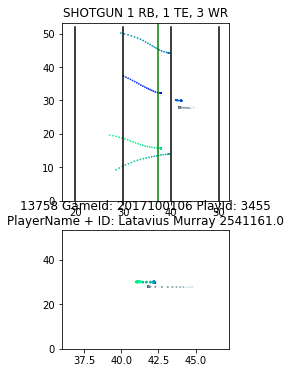 SHOTGUN 1 RB, 1 TE, 3 WR
50
40
30
20
10
0
20 30 40 50
13758 GameId: 2017100106 PlayId: 3455
PlayerName + ID: Latavius Murray 2541161.0
40
20
0
37.5 40.0 42.5 45.0